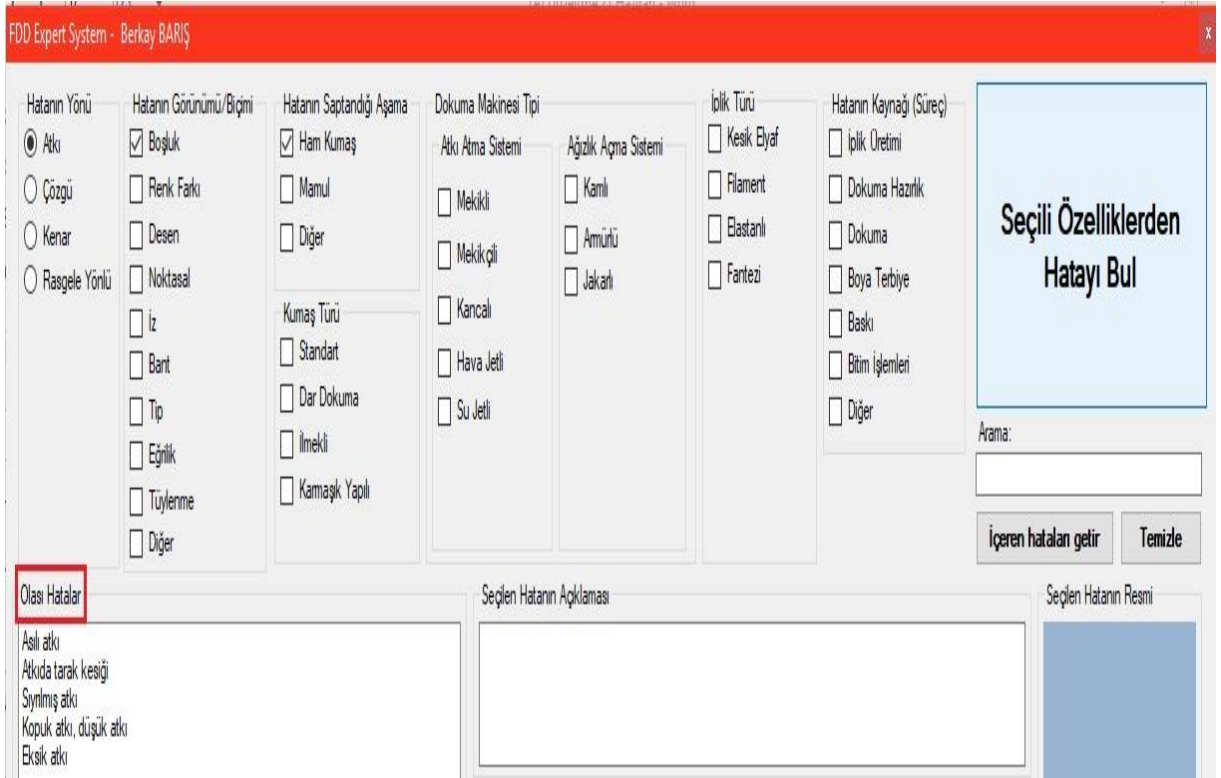 FDD Expert System - Berkay BARIŞ
x
Hatanın Yönü
Atkı
Çözgü
Kenar
Rasgele Yönlü
Hatanın Görünümü/Biçimi
Boşluk
Renk Farkı
Desen
Noktasal
İz
Bant
Tip
Eğrilik
Tüylenme
Diğer
Hatanın Saptandığı Aşama
Ham Kumaş
Mamul
Diğer
Kumaş Türü
Standart
Dar Dokuma
İlmekli
Karmaşık Yapılı
Dokuma Makinesi Tipi
Atkı Atma Sistemi
Mekikli
Mekikçili
Kancalı
Hava Jetli
Su Jetli
Ağızlık Açma Sistemi
Kamlı
Armürlü
Jakarlı
İplik Türü
Kesik Elyaf
Filament
Elastanlı
Fantezi
Hatanın Kaynağı (Süreç)
İplik Üretimi
Dokuma Hazırlık
Dokuma
Boya Terbiye
Baskı
Bitim İşlemleri
Diğer
Seçili Özelliklerden
Hatayı Bul
Arama:
İçeren hataları getir
Temizle
Olası Hatalar
Asılı atkı
Atkıda tarak kesiği
Sıyrılmış atkı
Kopuk atkı, düşük atkı
Eksik atkı
Seçilen Hatanın Açıklaması
Seçilen Hatanın Resmi